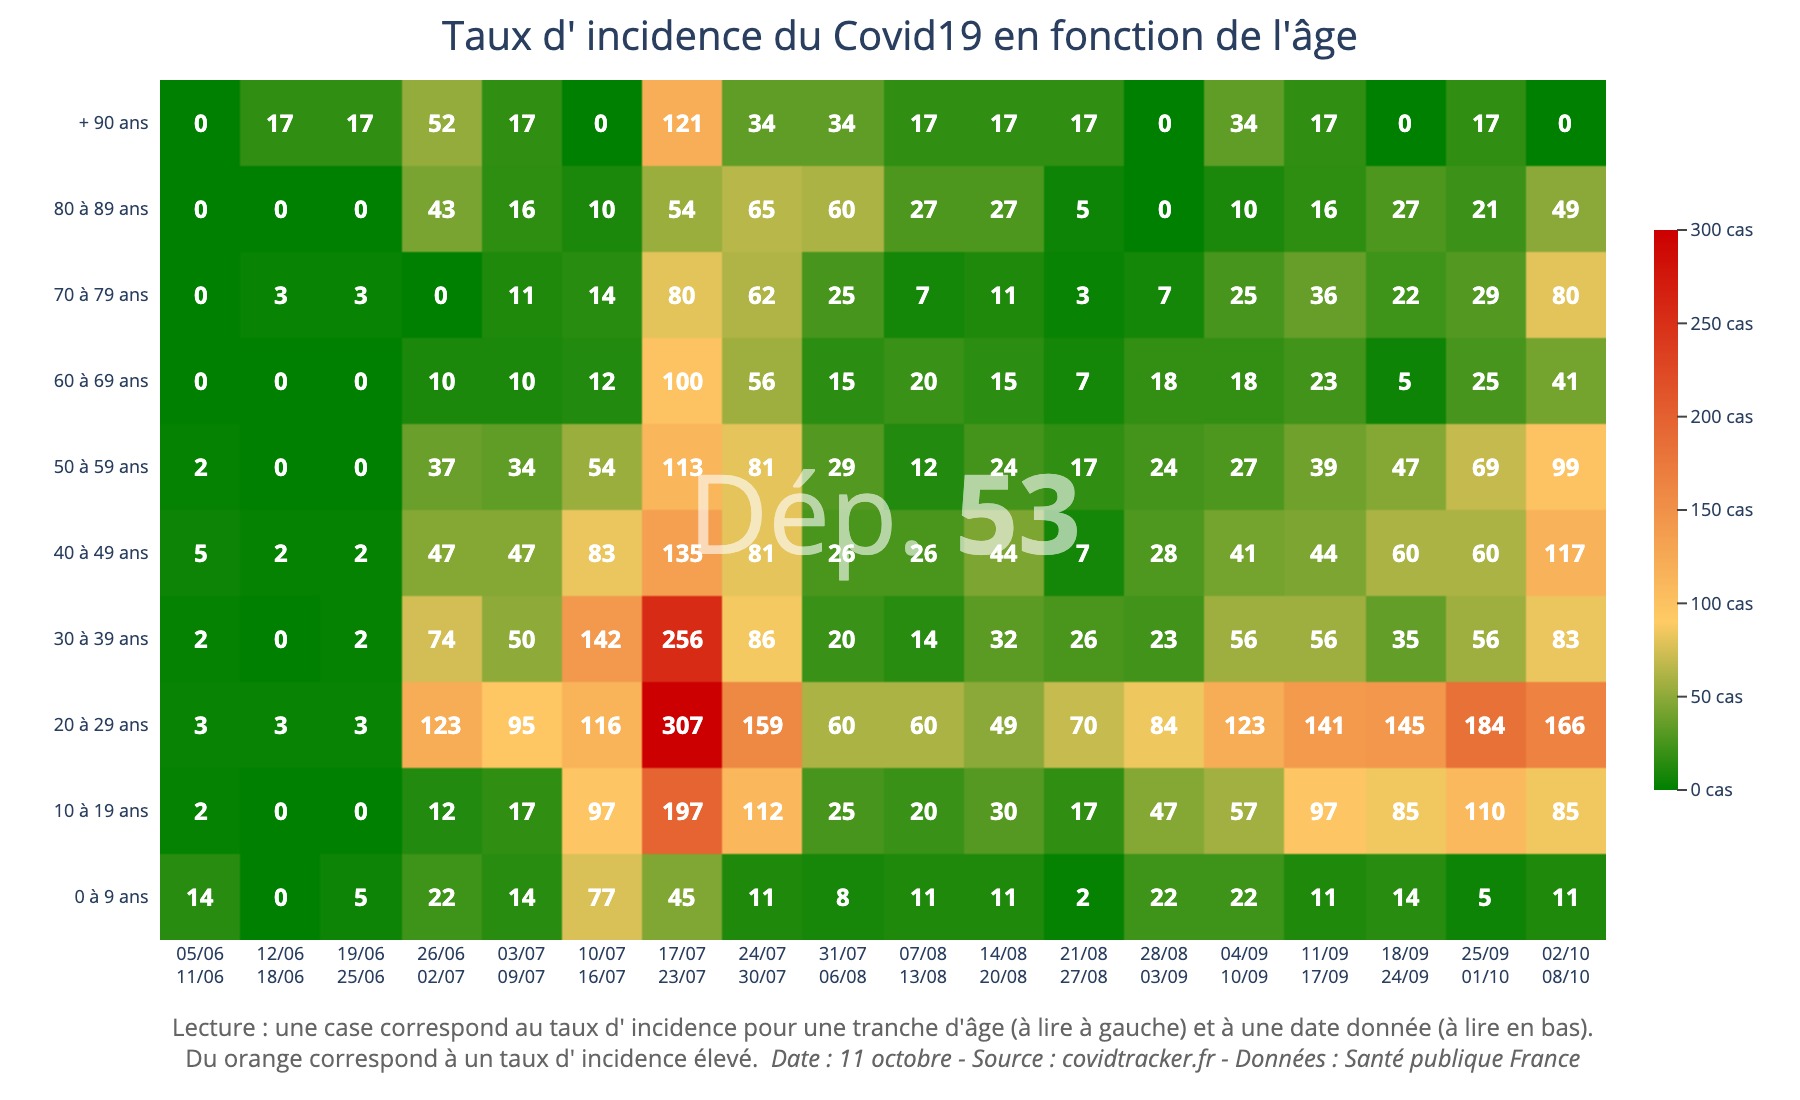 Taux d' incidence du Covid19 en fonction de l'âge
+ 90 ans 0 17 17 52 17 0 121 34 34 17 17 17 0 34 17 0 17 0
80 à 89 ans 0 0 0 43 16 10 54 65 60 27 27 5 0 10 16 27 21 49
70 à 79 ans 0 3 3 0 11 14 80 62 25 7 11 3 7 25 36 22 29 80
60 à 69 ans 0 0 0 10 10 12 100 56 15 20 15 7 18 18 23 5 25 41
50 à 59 ans 2 0 0 37 34 54 113 81 29 12 24 17 24 27 39 47 69 99
Dép. 53
40 à 49 ans 5 2 2 47 47 83 135 81 26 26 44 7 28 41 44 60 60 117
30 à 39 ans 2 0 2 74 50 142 256 86 20 14 32 26 23 56 56 35 56 83
20 à 29 ans 3 3 3 123 95 116 307 159 60 60 49 70 84 123 141 145 184 166
10 à 19 ans 2 0 0 12 17 97 197 112 25 20 30 17 47 57 97 85 110 85
0 à 9 ans 14 0 5 22 14 77 45 11 8 11 11 2 22 22 11 14 5 11
05/06 12/06 19/06 26/06 03/07 10/07 17/07 24/07 31/07 07/08 14/08 21/08 28/08 04/09 11/09 18/09 25/09 02/10
11/06 18/06 25/06 02/07 09/07 16/07 23/07 30/07 06/08 13/08 20/08 27/08 03/09 10/09 17/09 24/09 01/10 08/10
300 cas
250 cas
200 cas
150 cas
100 cas
50 cas
0 cas
Lecture : une case correspond au taux d' incidence pour une tranche d'âge (à lire à gauche) et à une date donnée (à lire en bas).
Du orange correspond à un taux d' incidence élevé. Date : 11 octobre - Source : covidtracker.fr - Données : Santé publique France